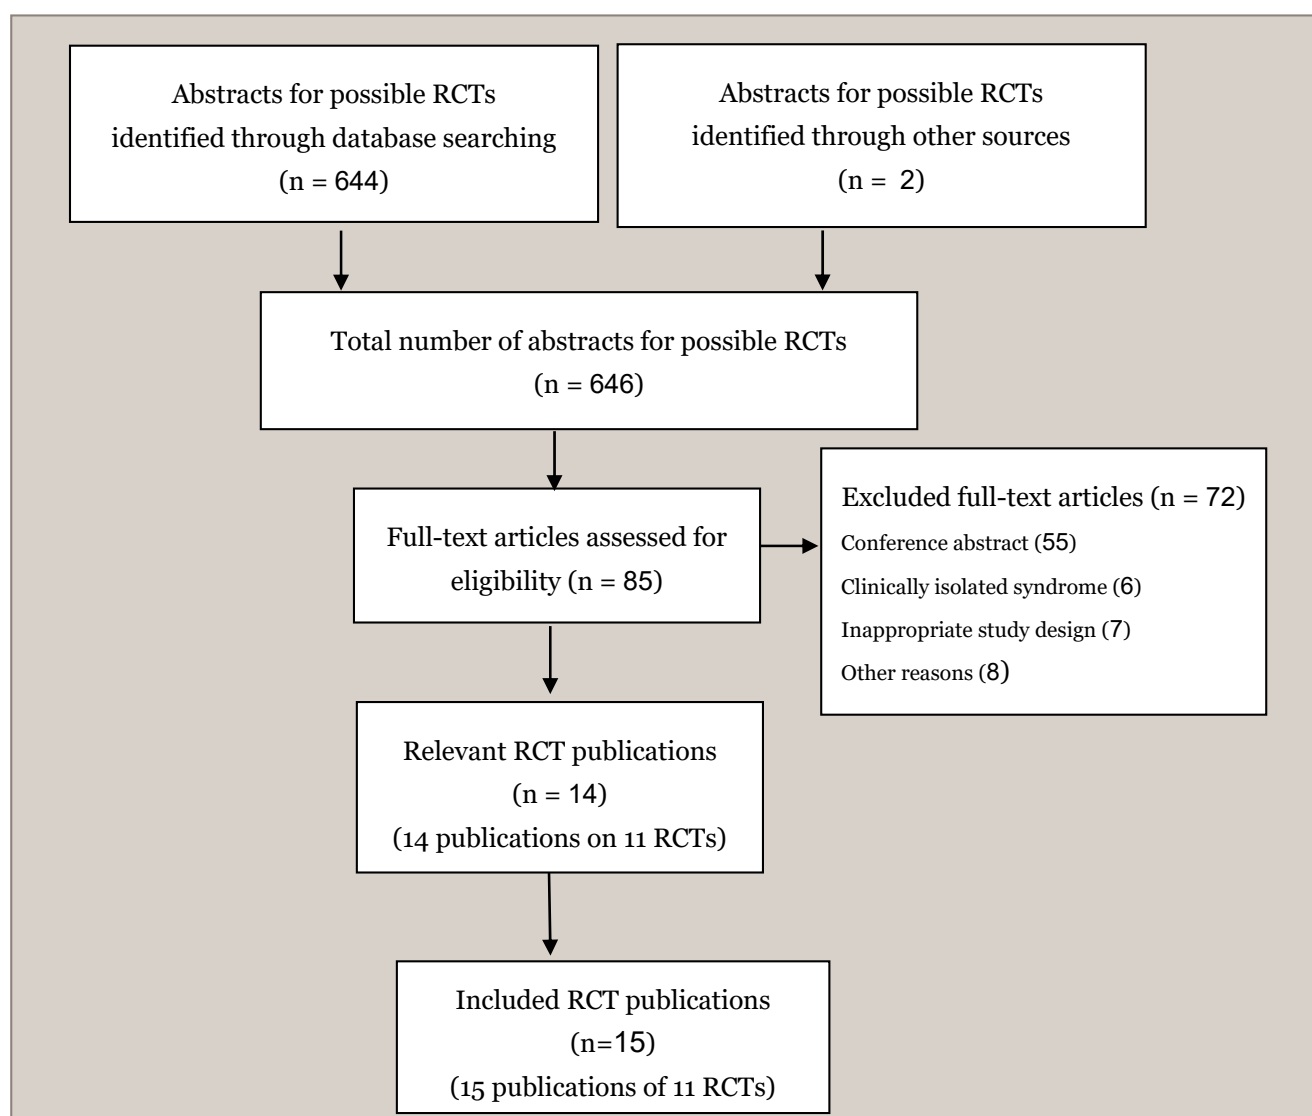 Abstracts for possible RCTs
identified through database searching
(n = 644)
Abstracts for possible RCTs
identified through other sources
(n = 2)
Total number of abstracts for possible RCTs
(n = 646)
Full-text articles assessed for
eligibility (n = 85)
Excluded full-text articles (n = 72)
Conference abstract (55)
Clinically isolated syndrome (6)
Inappropriate study design (7)
Other reasons (8)
Relevant RCT publications
(n = 14)
(14 publications on 11 RCTs)
Included RCT publications
(n=15)
(15 publications of 11 RCTs)